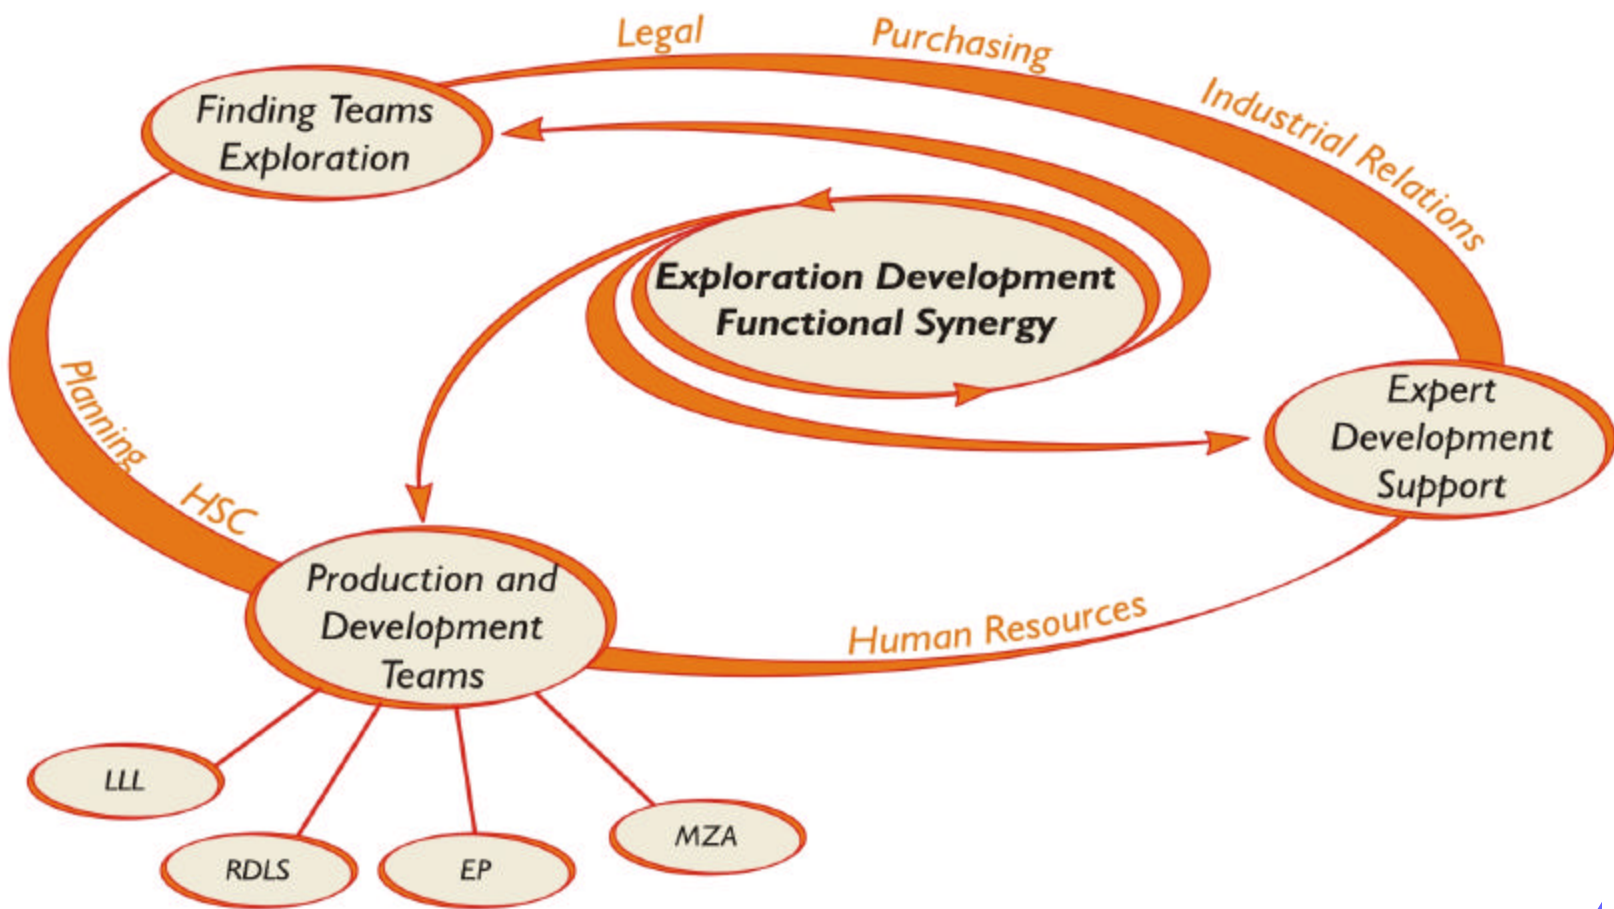 Legal
Purchasing
Industrial Relations
Finding Teams
Exploration
Exploration Development
Functional Synergy
Planning
HSC
Expert
Development
Support
Production and
Development
Teams
Human Resources
LLL
RDLS
EP
MZA